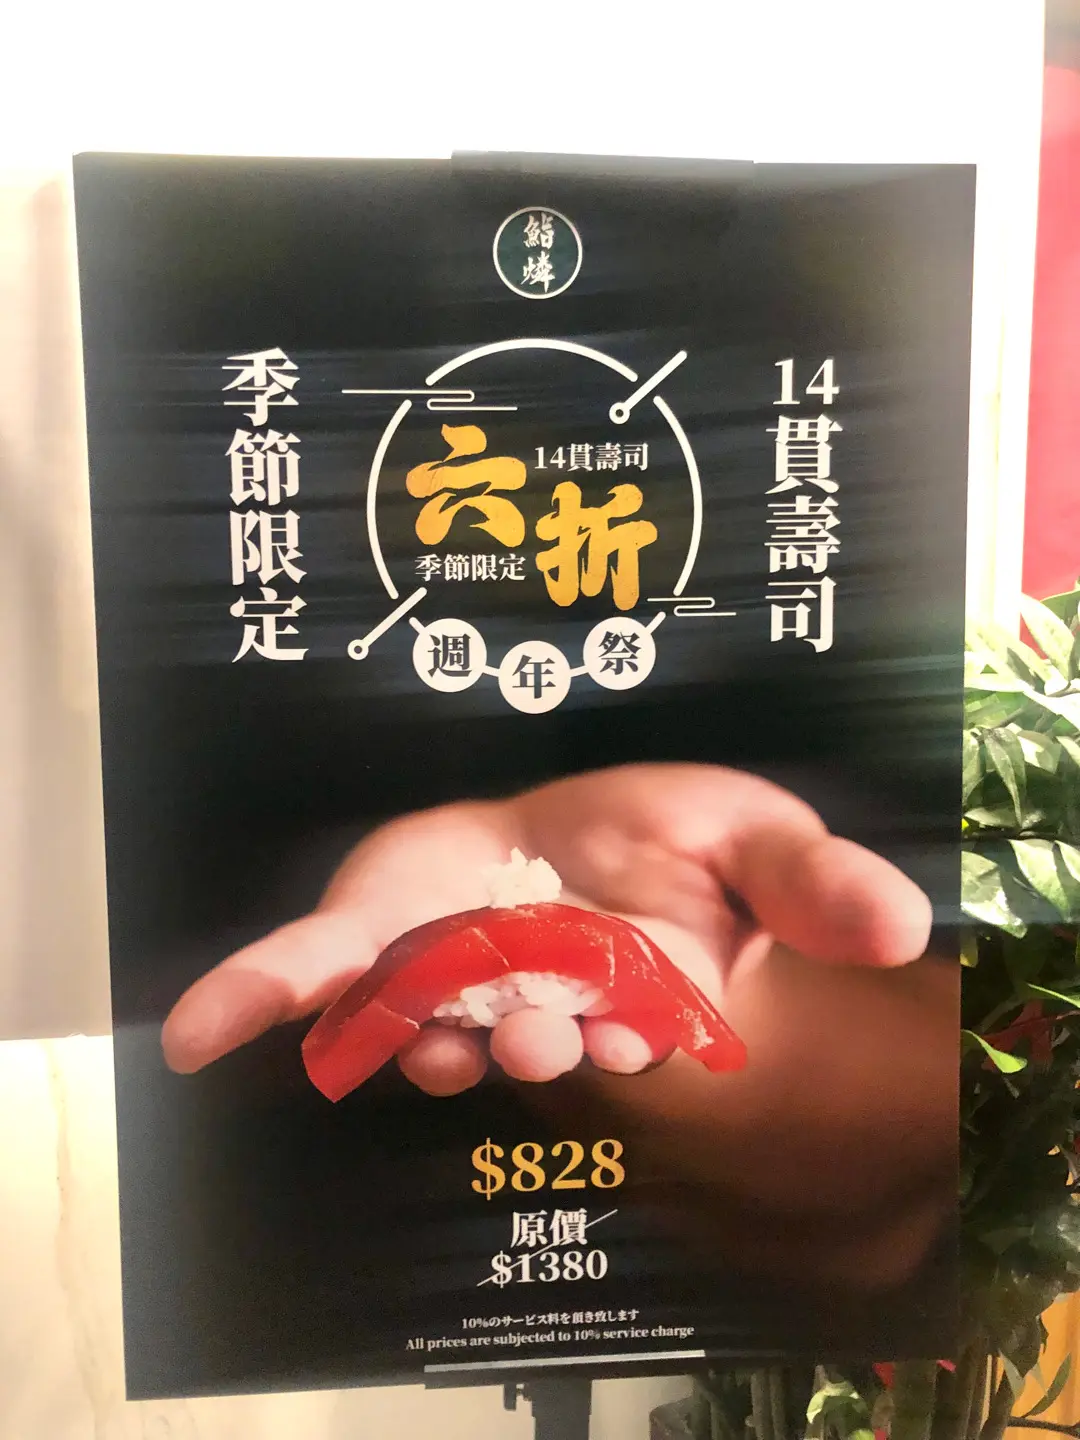 鮨燐
季節限定
14貫壽司
六折
14貫壽司
季節限定
週年祭
$828
原價
$1380
10%のサービス料を頂き致します
All prices are subjected to 10% service charge